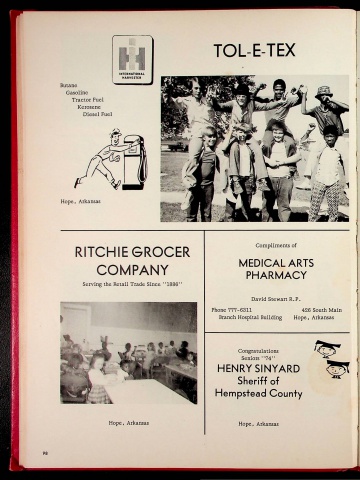 TOL-E-TEX
INTERNATIONAL
HARVESTER
Butane
Gasoline
Tractor Fuel
Kerosene
Diesel Fuel
Hope, Arkansas
RITCHIE GROCER
COMPANY
Serving the Retail Trade Since "1886"
Hope, Arkansas
Compliments of
MEDICAL ARTS
PHARMACY
David Stewart R.P.
Phone 777-6311 426 South Main
Branch Hospital Building Hope, Arkansas
Congratulations
Seniors "74"
HENRY SINYARD
Sheriff of
Hempstead County
Hope, Arkansas